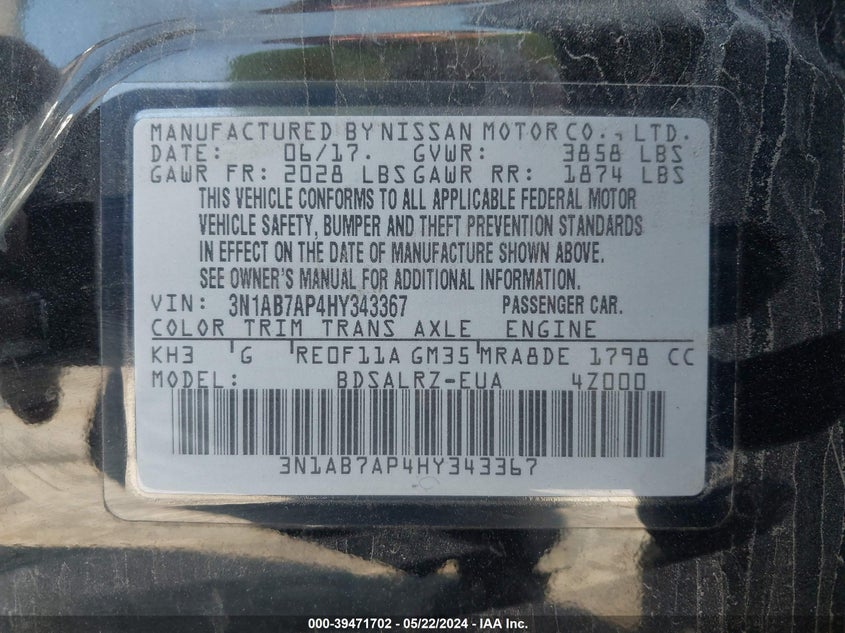 MANUFACTURED BY NISSAN MOTOR CO., LTD.
DATE: 06/17. GVWR: 3858 LBS
GAWR FR: 2028 LBS GAWR RR: 1874 LBS
THIS VEHICLE CONFORMS TO ALL APPLICABLE FEDERAL MOTOR
VEHICLE SAFETY, BUMPER AND THEFT PREVENTION STANDARDS
IN EFFECT ON THE DATE OF MANUFACTURE SHOWN ABOVE.
SEE OWNER'S MANUAL FOR ADDITIONAL INFORMATION.
VIN: 3N1AB7AP4HY343367 PASSENGER CAR.
COLOR TRIM TRANS AXLE ENGINE
KH3 G RE0F11A GM35 MRA8DE 1798 CC
MODEL: BDSALRZ-EUA 4Z000
3N1AB7AP4HY343367
000-39471702 - 05/22/2024 - IAA Inc.